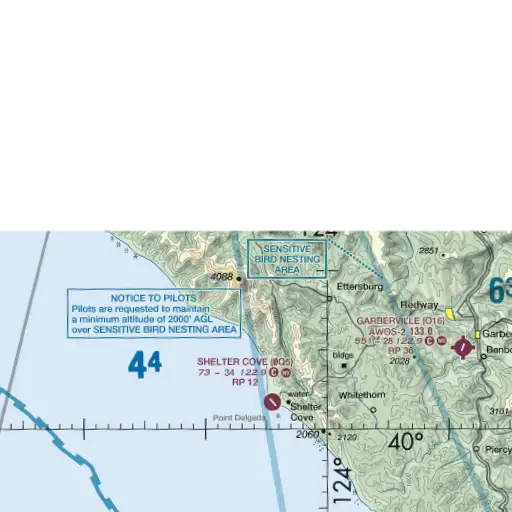 124°
SENSITIVE
BIRD NESTING
AREA
2851
4088
Ettersburg
6³
NOTICE TO PILOTS
Pilots are requested to maintain
a minimum altitude of 2000' AGL
over SENSITIVE BIRD NESTING AREA
Redway
GARBERVILLE (O16)
AWOS-2 133.0
551 - 28 122.9 C
RP 36
Garbe
Benbo
bldgs
2028
4⁴
SHELTER COVE (0Q5)
73 - 34 122.9 C
RP 12
water
Whitethorn
Shelter
Cove
Point Delgada
3101
2060
2120
40°
Piercy
124°